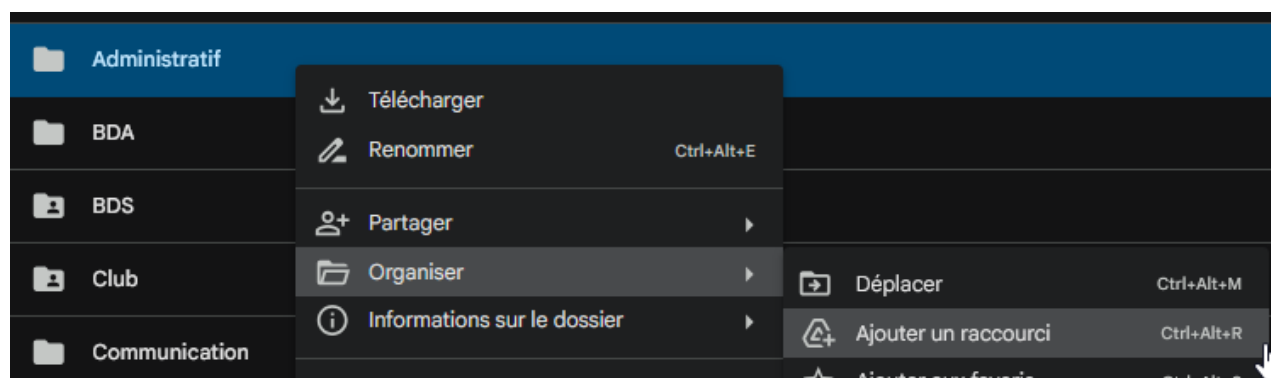 Administratif
Télécharger
BDA
Renommer Ctrl+Alt+E
BDS
Partager
Club
Organiser
Déplacer Ctrl+Alt+M
Informations sur le dossier
Ajouter un raccourci Ctrl+Alt+R
Communication